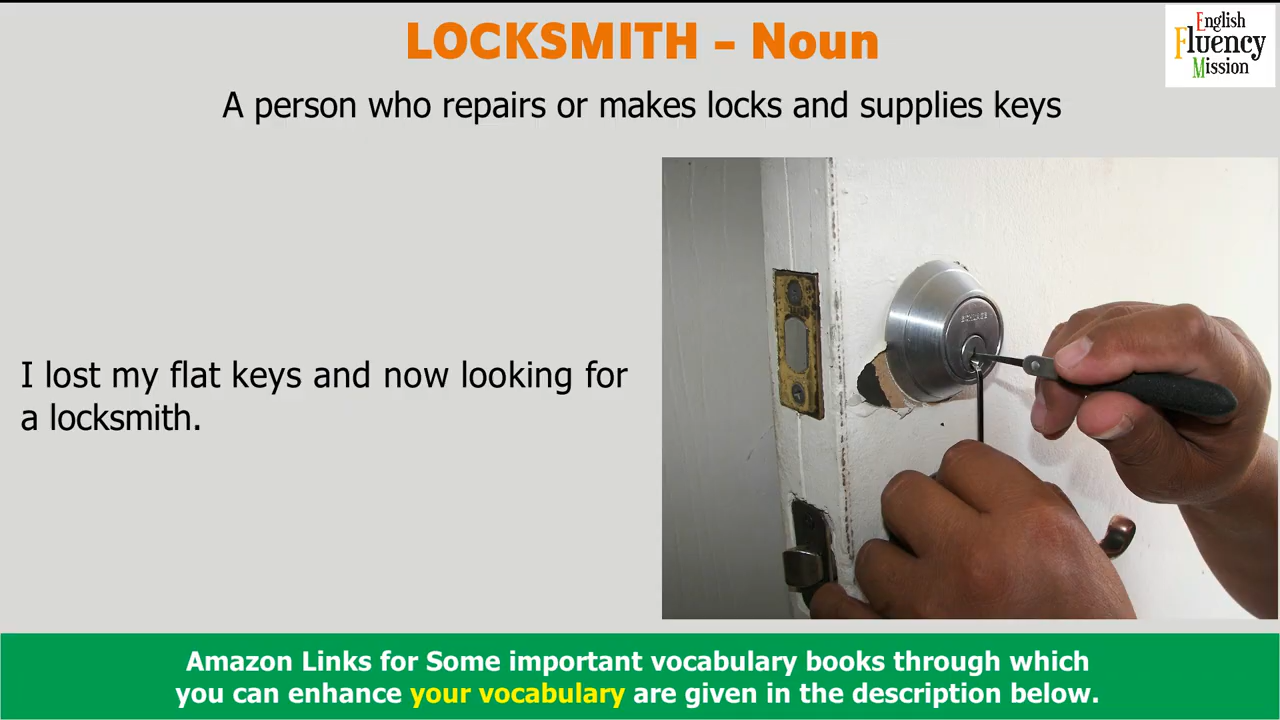 LOCKSMITH – Noun
English
Fluency
Mission
A person who repairs or makes locks and supplies keys
SCHLAGE
I lost my flat keys and now looking for
a locksmith.
Amazon Links for Some important vocabulary books through which
you can enhance your vocabulary are given in the description below.